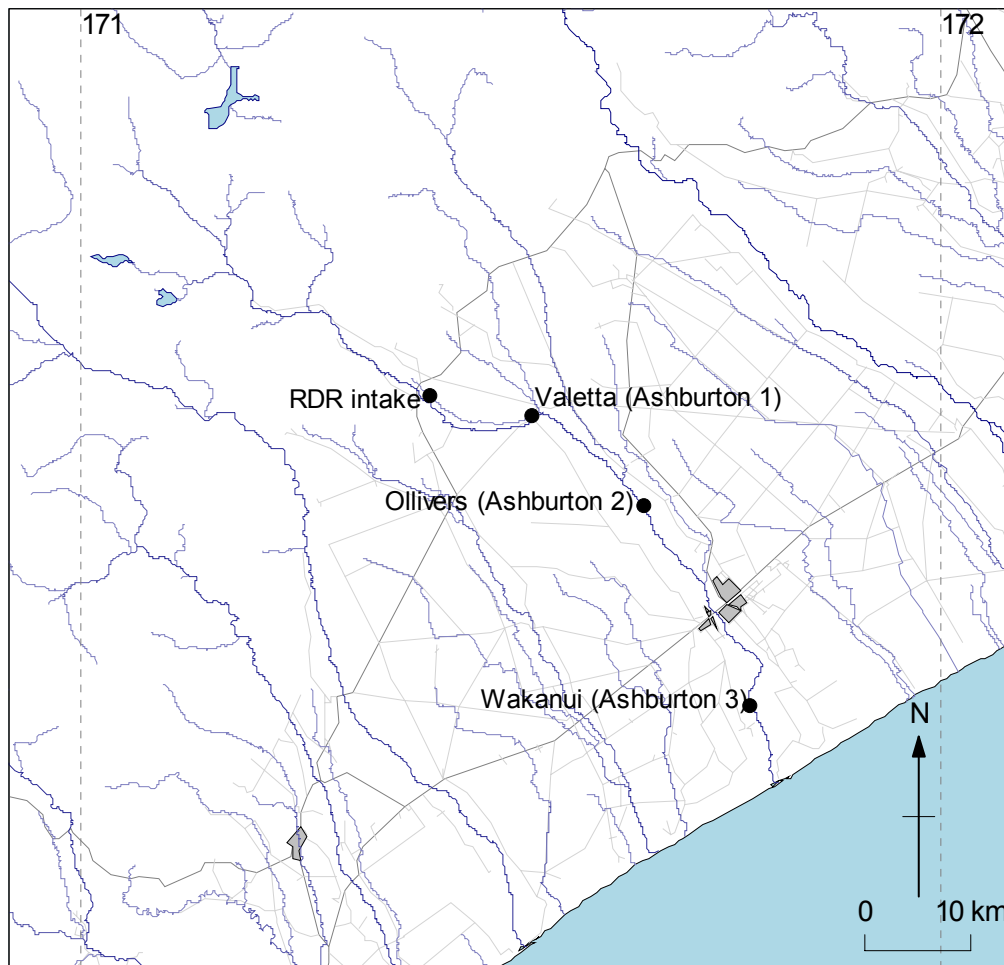 171
172
RDR intake
Valetta (Ashburton 1)
Ollivers (Ashburton 2)
Wakanui (Ashburton 3)
N
0 10 km